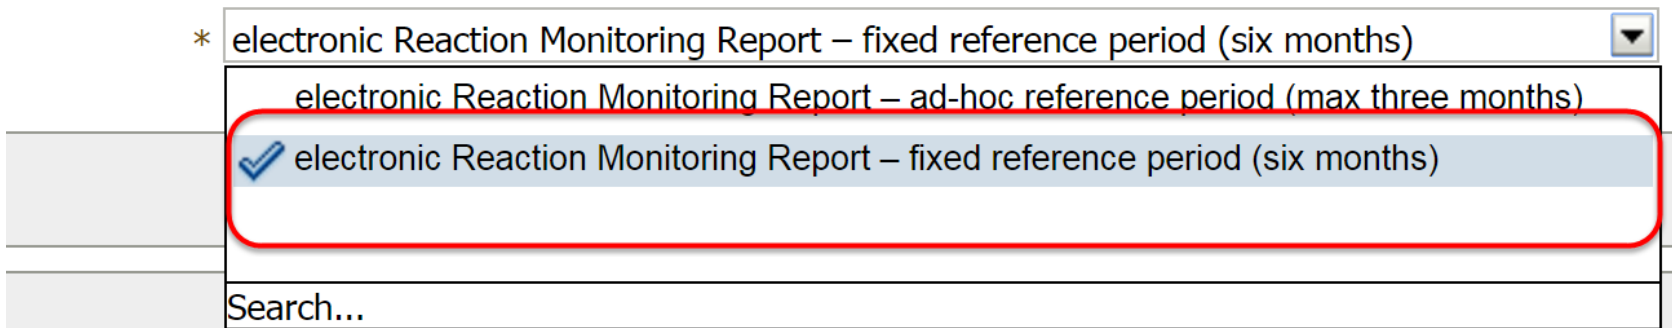 * electronic Reaction Monitoring Report – fixed reference period (six months)
electronic Reaction Monitoring Report – ad-hoc reference period (max three months)
electronic Reaction Monitoring Report – fixed reference period (six months)
Search...